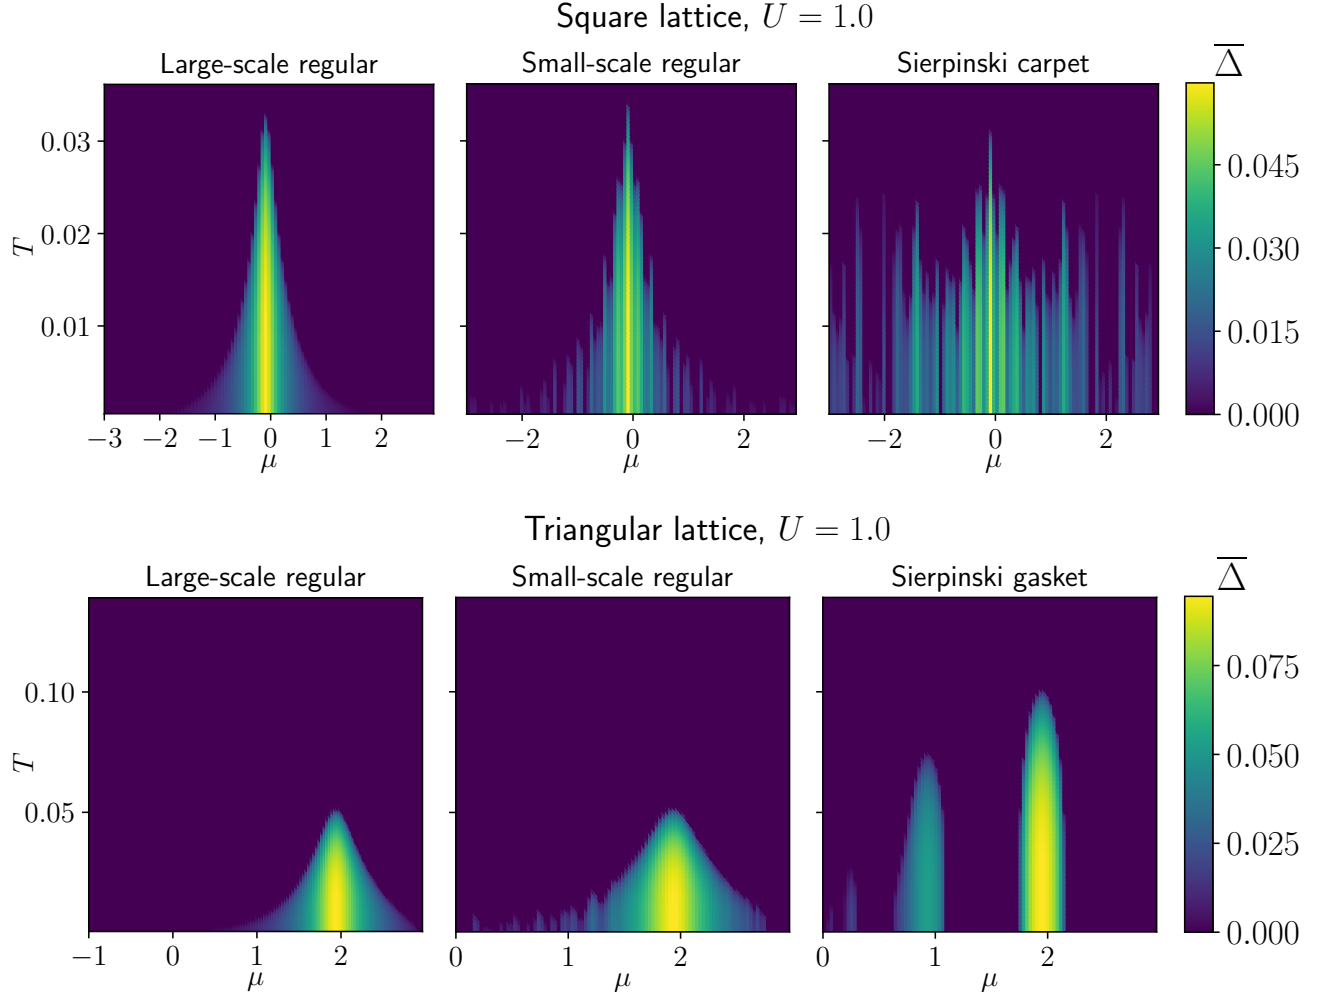 Square lattice, U = 1.0
Large-scale regular
Small-scale regular
Sierpinski carpet
Δ̅
0.03
0.02
0.01
T
0.045
0.030
0.015
0.000
−3 −2 −1 0 1 2
−2 0 2
−2 0 2
μ
μ
μ
Triangular lattice, U = 1.0
Large-scale regular
Small-scale regular
Sierpinski gasket
Δ̅
0.10
0.05
T
0.075
0.050
0.025
0.000
−1 0 1 2
0 1 2
0 1 2
μ
μ
μ